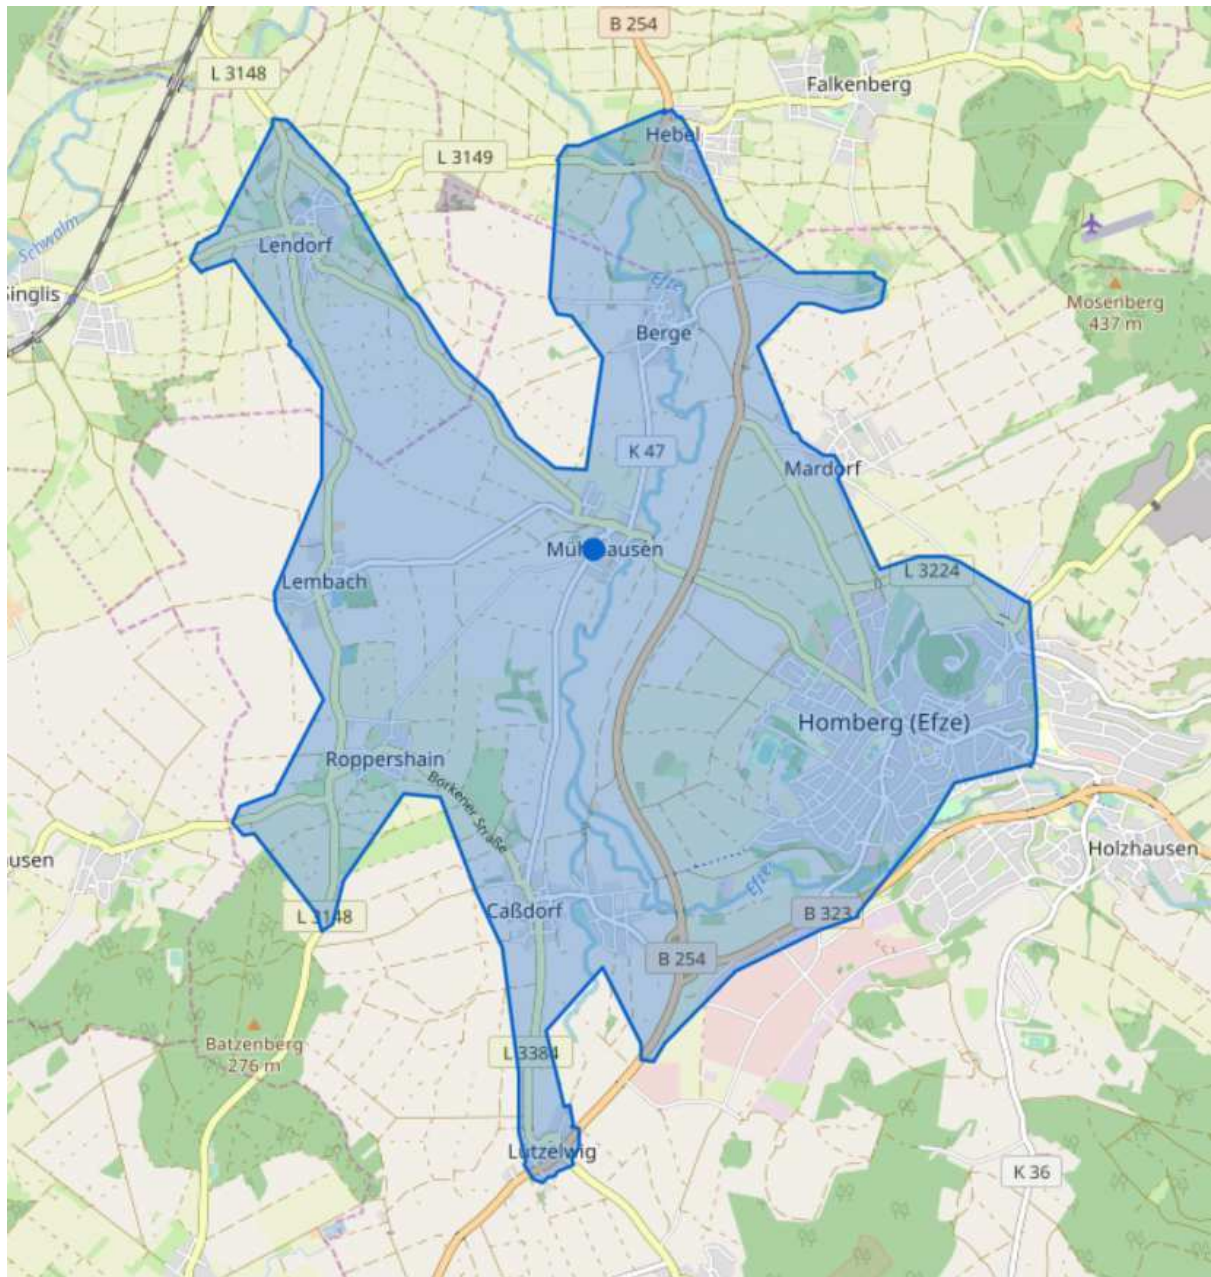 B 254
L 3148
Falkenberg
Hebel
L 3149
Schwalm
Lendorf
Efze
Singlis
Mosenberg
437 m
Berge
K 47
Mardorf
Mühlhausen
L 3224
Lembach
Homberg (Efze)
Roppershain
Borkener Straße
Holzhausen
ausen
Efze
Caßdorf
L 3148
B 323
B 254
Batzenberg
276 m
L 3384
Lützelwig
K 36